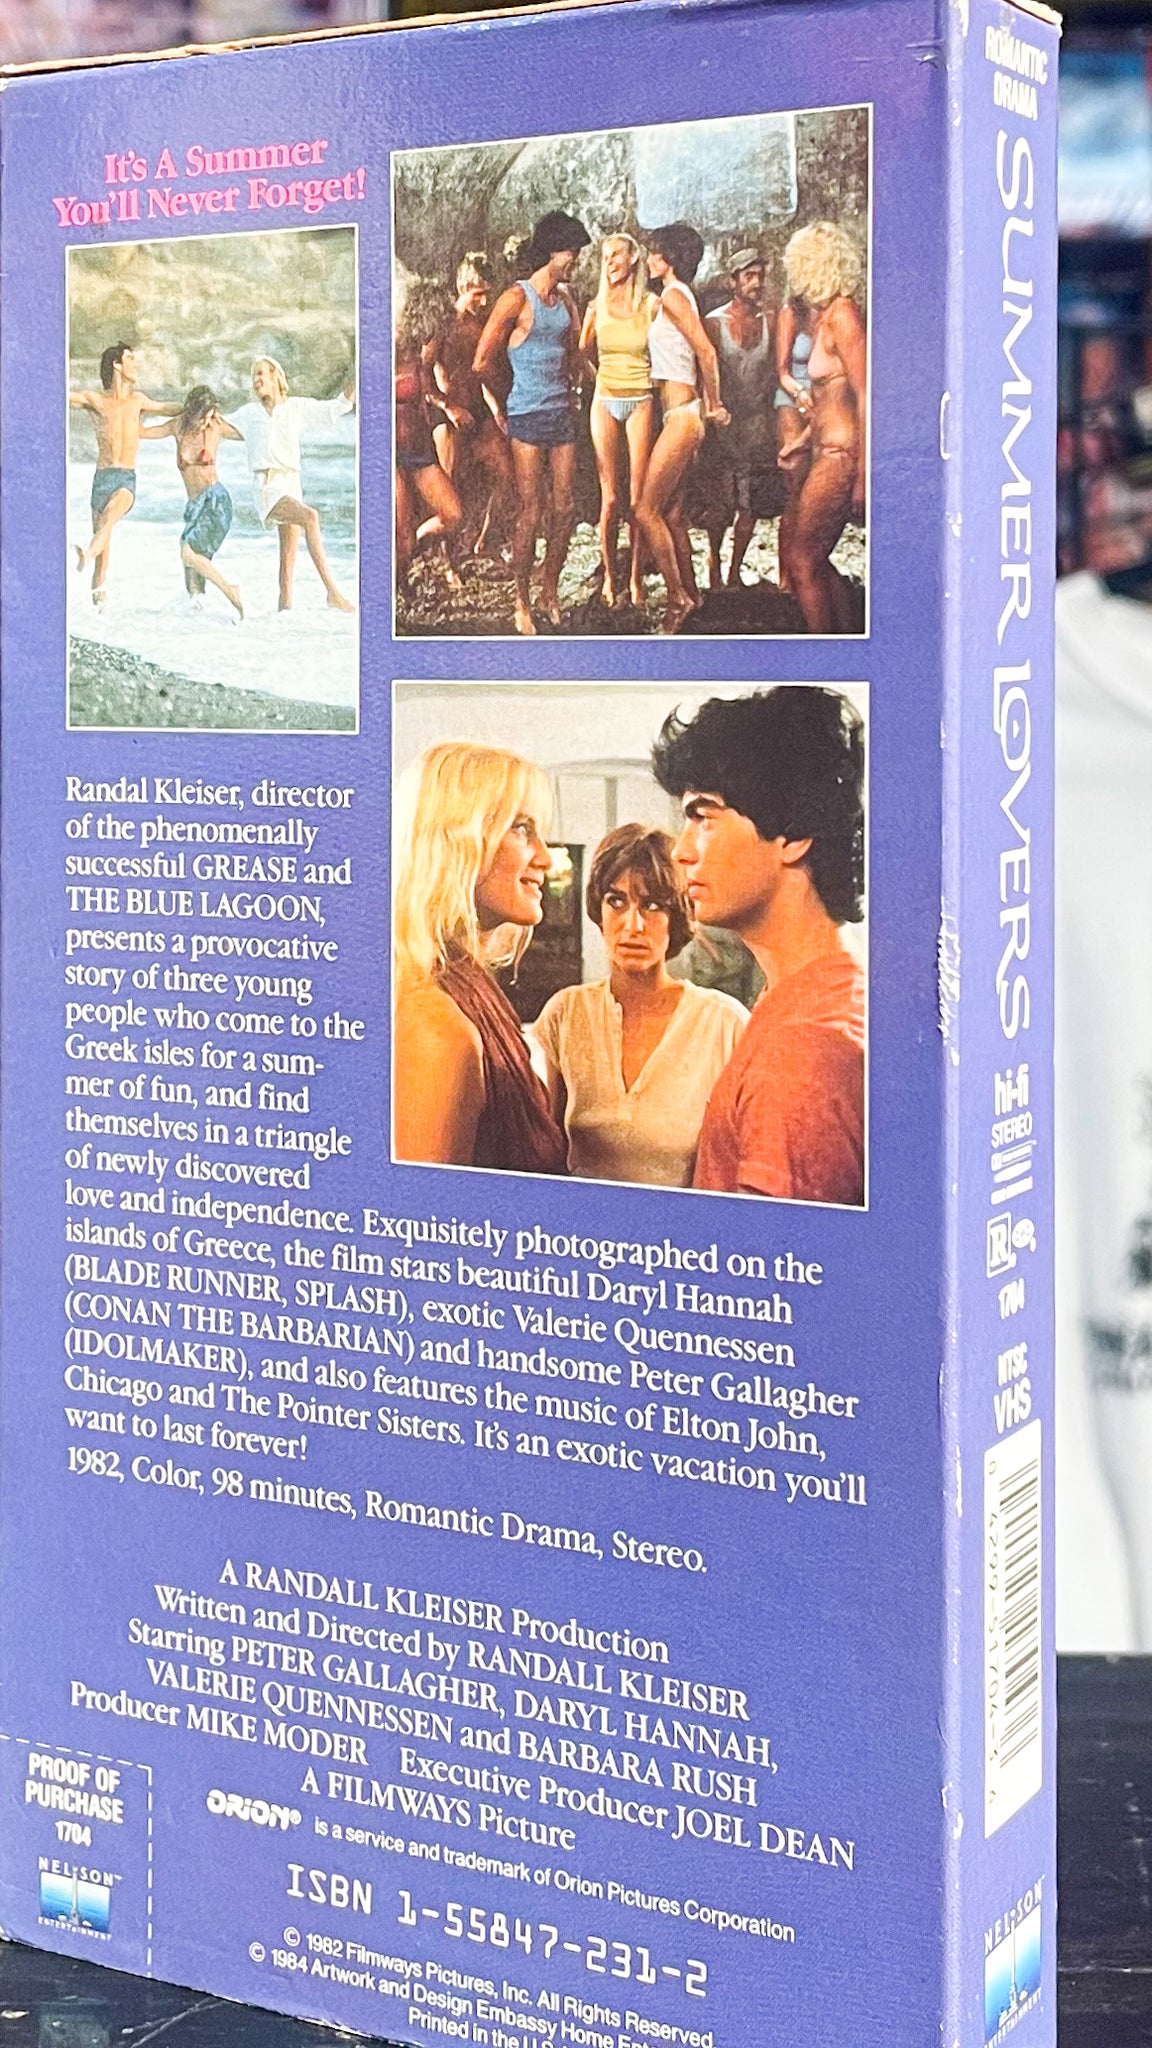 It's A Summer
You'll Never Forget!
Randal Kleiser, director
of the phenomenally
successful GREASE and
THE BLUE LAGOON,
presents a provocative
story of three young
people who come to the
Greek isles for a sum-
mer of fun, and find
themselves in a triangle
of newly discovered
love and independence. Exquisitely photographed on the
islands of Greece, the film stars beautiful Daryl Hannah
(BLADE RUNNER, SPLASH), exotic Valerie Quennessen
(CONAN THE BARBARIAN) and handsome Peter Gallagher
(IDOLMAKER), and also features the music of Elton John,
Chicago and The Pointer Sisters. It's an exotic vacation you'll
want to last forever!
1982, Color, 98 minutes, Romantic Drama, Stereo.
A RANDALL KLEISER Production
Written and Directed by RANDALL KLEISER
Starring PETER GALLAGHER, DARYL HANNAH,
VALERIE QUENNESSEN and BARBARA RUSH
Producer MIKE MODER Executive Producer JOEL DEAN
A FILMWAYS Picture
ORION® is a service and trademark of Orion Pictures Corporation
ISBN 1-55847-231-2
© 1982 Filmways Pictures, Inc. All Rights Reserved.
© 1984 Artwork and Design Embassy Home
Printed in the
PROOF OF
PURCHASE
1704
NELSON™
ENTERTAINMENT
ROMANTIC
DRAMA
SUMMER LOVERS
hi-fi
STEREO
R
1704
NTSC
VHS
NELSON
ENTERTAINMENT